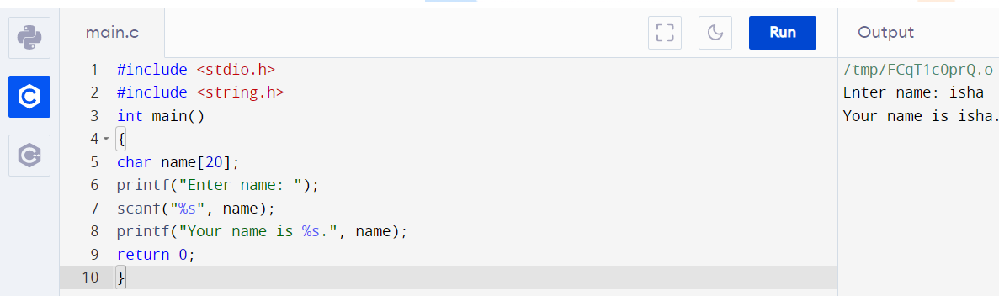 main.c
Run
Output
1 #include <stdio.h>
2 #include <string.h>
3 int main()
4 {
5 char name[20];
6 printf("Enter name: ");
7 scanf("%s", name);
8 printf("Your name is %s.", name);
9 return 0;
10 }
/tmp/FCqT1c0prQ.o
Enter name: isha
Your name is isha.